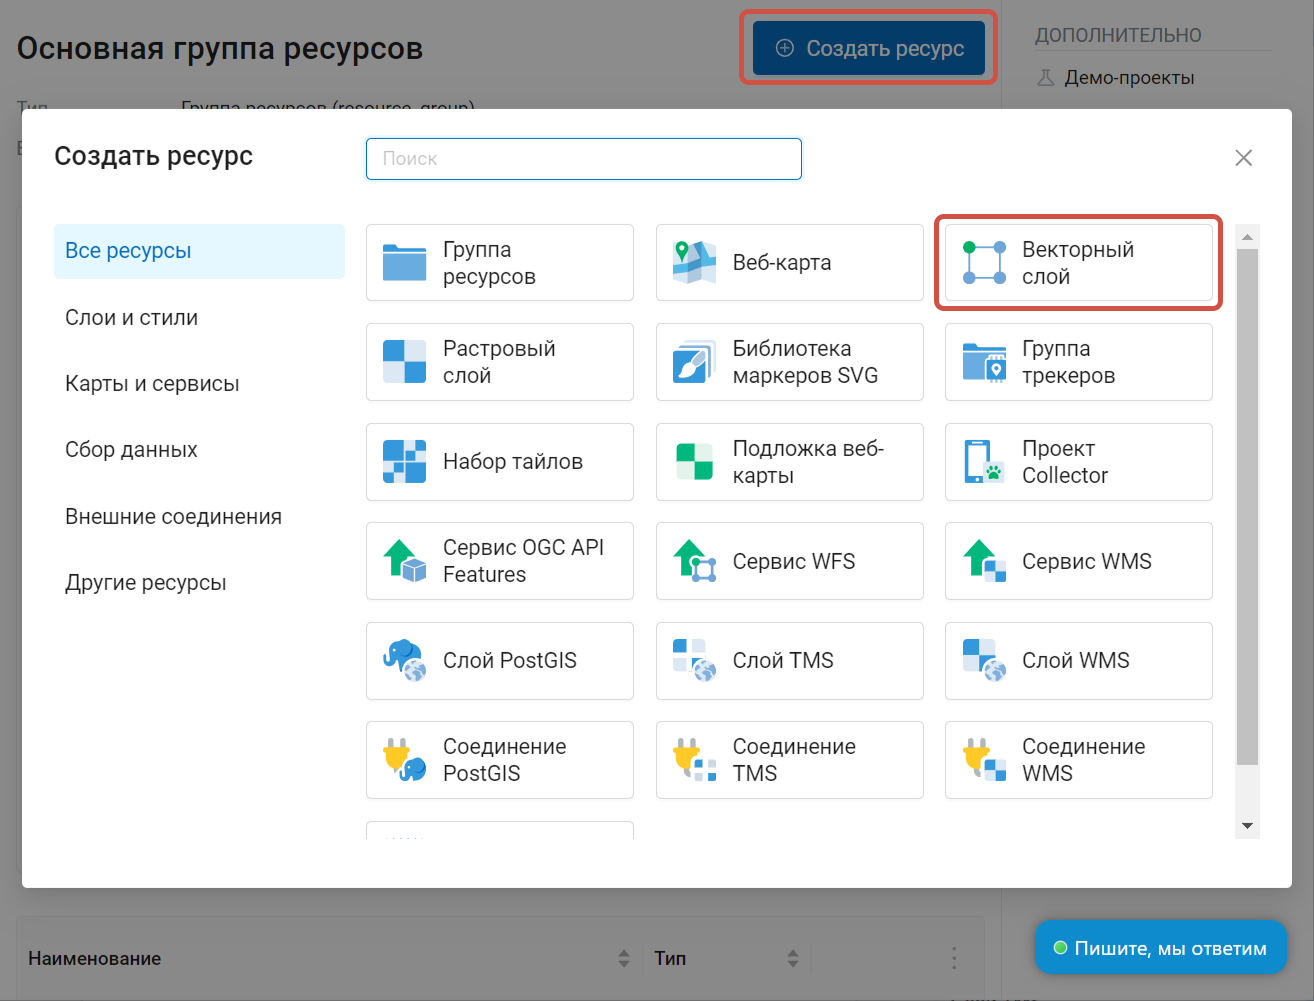 Основная группа ресурсов
Создать ресурс
ДОПОЛНИТЕЛЬНО
Демо-проекты
Тип
Группа ресурсов (resource_group)
Создать ресурс
Поиск
Все ресурсы
Слои и стили
Карты и сервисы
Сбор данных
Внешние соединения
Другие ресурсы
Группа
ресурсов
Веб-карта
Векторный
слой
Растровый
слой
Библиотека
маркеров SVG
Группа
трекеров
Набор тайлов
Подложка веб-
карты
Проект
Collector
Сервис OGC API
Features
Сервис WFS
Сервис WMS
Слой PostGIS
Слой TMS
Слой WMS
Соединение
PostGIS
Соединение
TMS
Соединение
WMS
Наименование
Тип
Пишите, мы ответим